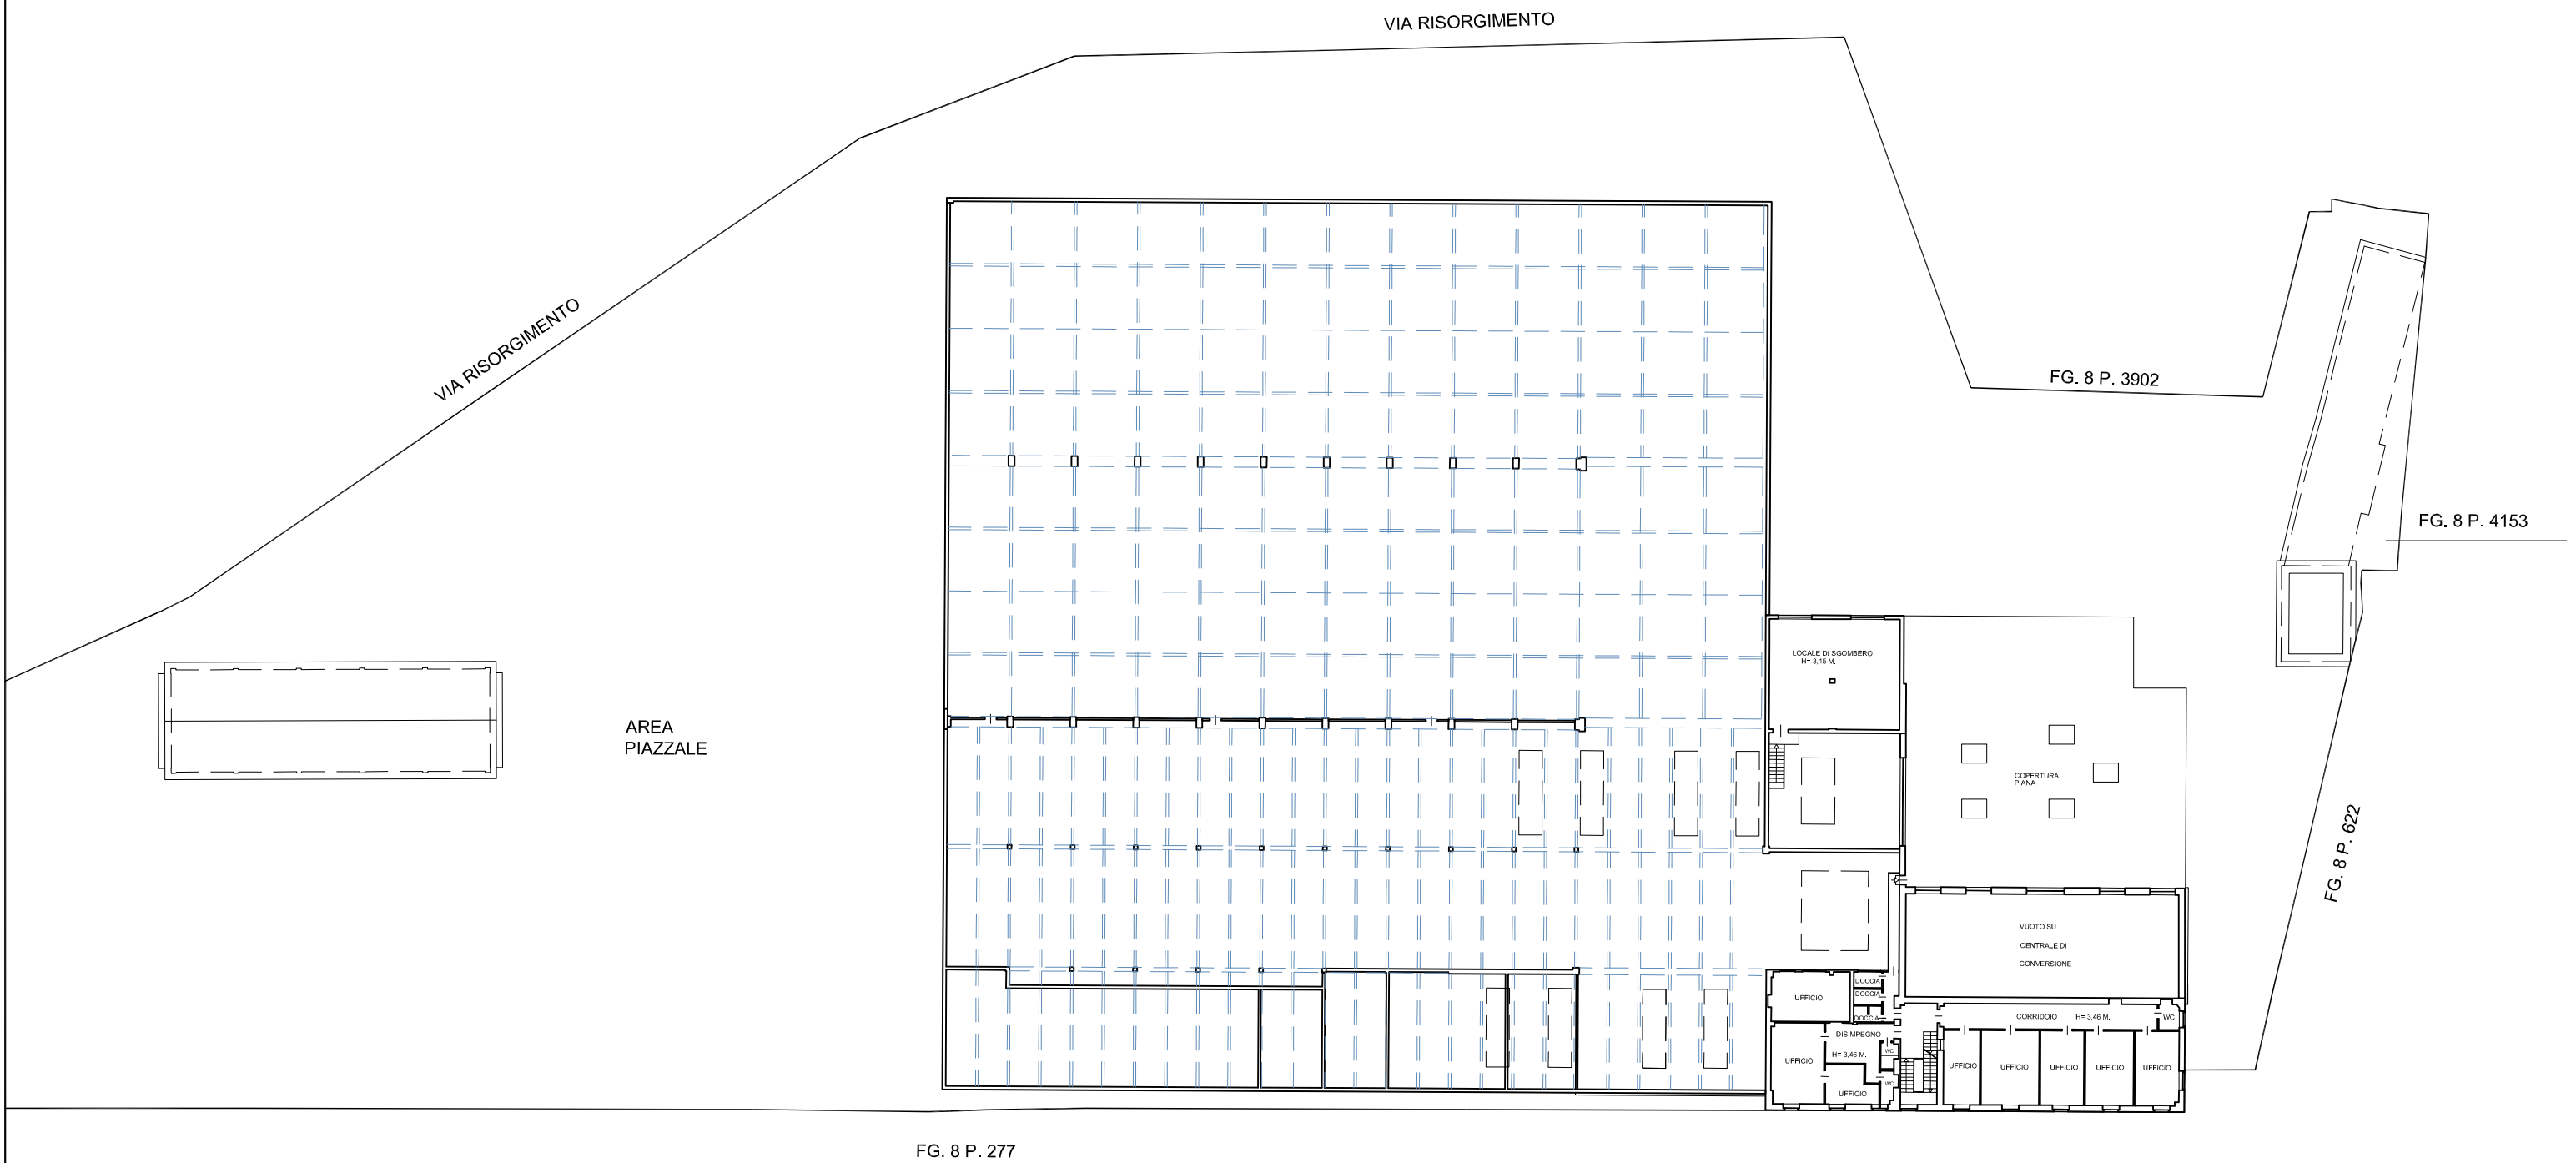 VIA RISORGIMENTO
VIA RISORGIMENTO
FG. 8 P. 3902
FG. 8 P. 4153
LOCALE DI SGOMBERO
H= 3,15 M.
AREA
PIAZZALE
COPERTURA
PIANA
FG. 8 P. 622
VUOTO SU
CENTRALE DI
CONVERSIONE
UFFICIO
DOCCIA
DOCCIA
DOCCIA
CORRIDOIO H= 3,46 M.
WC
DISIMPEGNO
H= 3,46 M.
WC
UFFICIO
UFFICIO
UFFICIO
UFFICIO
UFFICIO
UFFICIO
WC
UFFICIO
FG. 8 P. 277